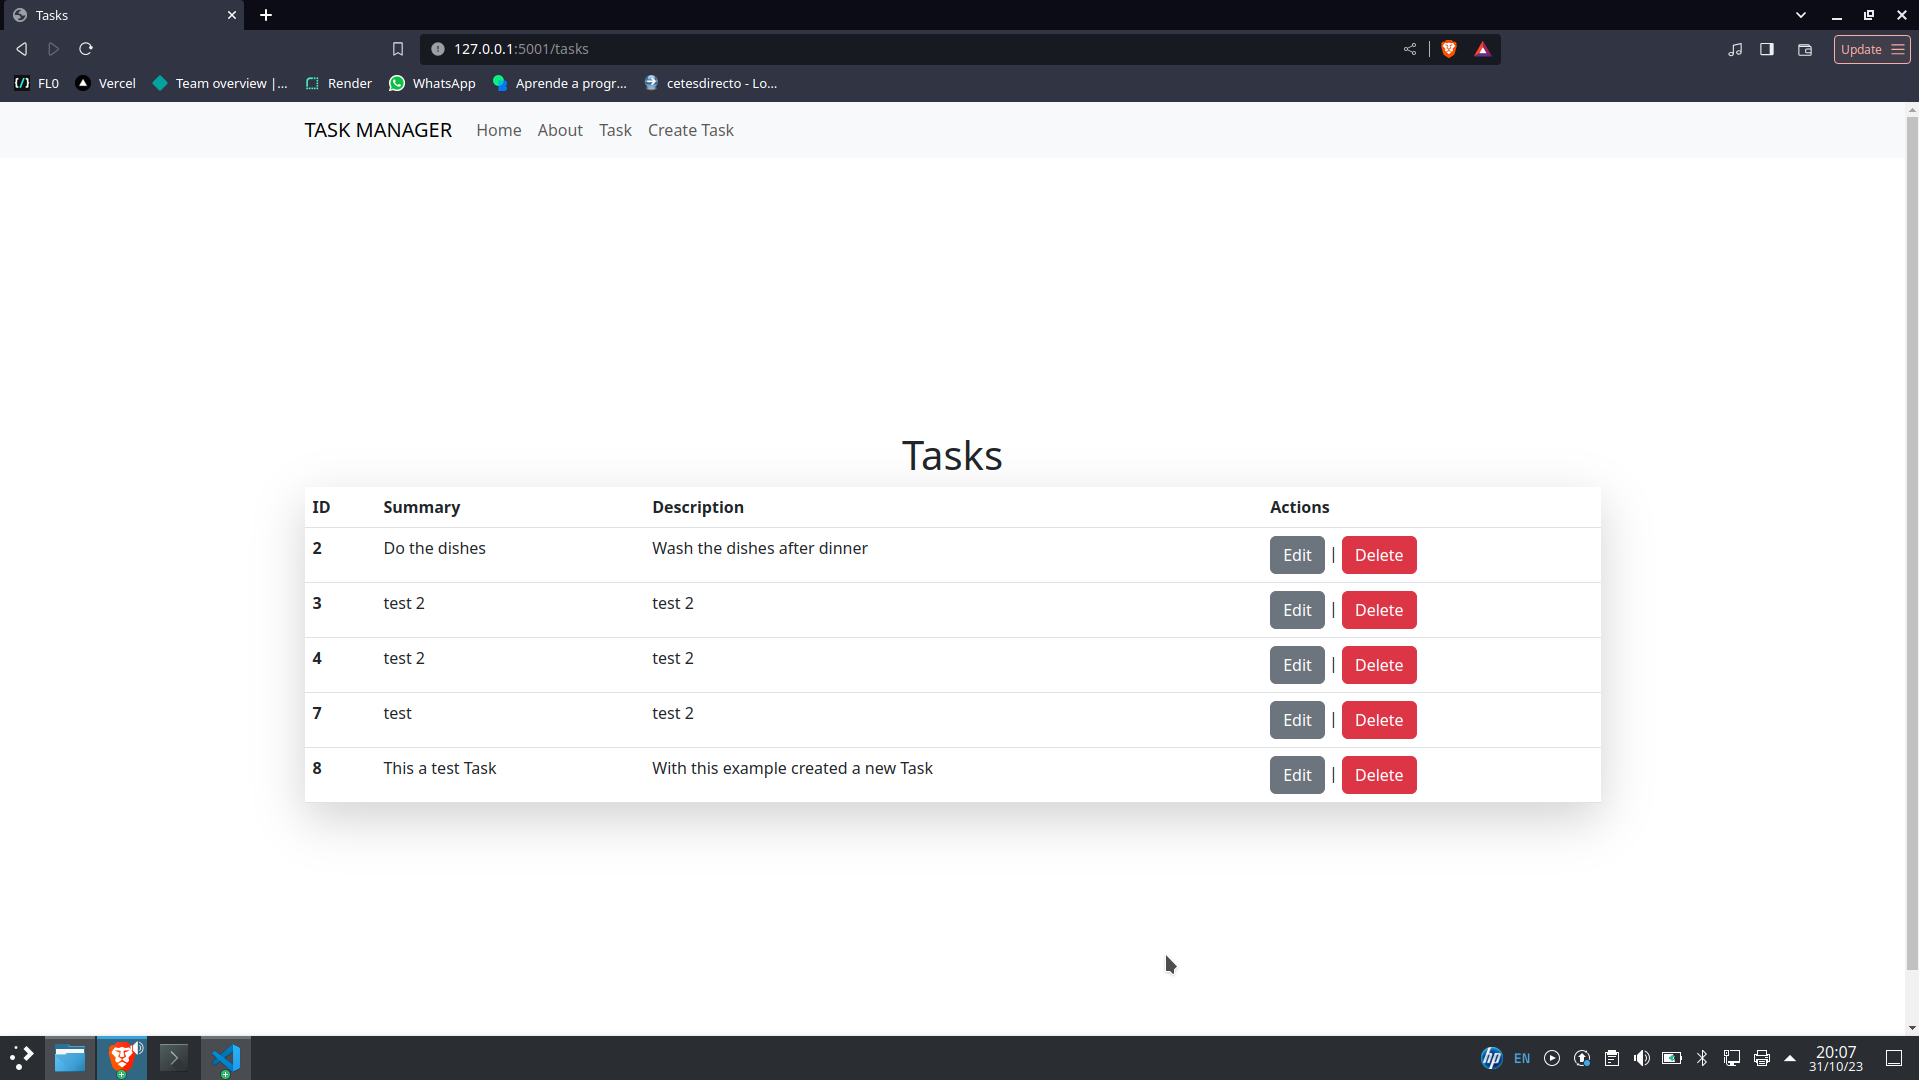 Tasks
127.0.0.1:5001/tasks
Update
FL0 Vercel Team overview |... Render WhatsApp Aprende a progr... cetesdirecto - Lo...
TASK MANAGER Home About Task Create Task
Tasks
ID Summary Description Actions
2 Do the dishes Wash the dishes after dinner Edit | Delete
3 test 2 test 2 Edit | Delete
4 test 2 test 2 Edit | Delete
7 test test 2 Edit | Delete
8 This a test Task With this example created a new Task Edit | Delete
hp EN 20:07
31/10/23